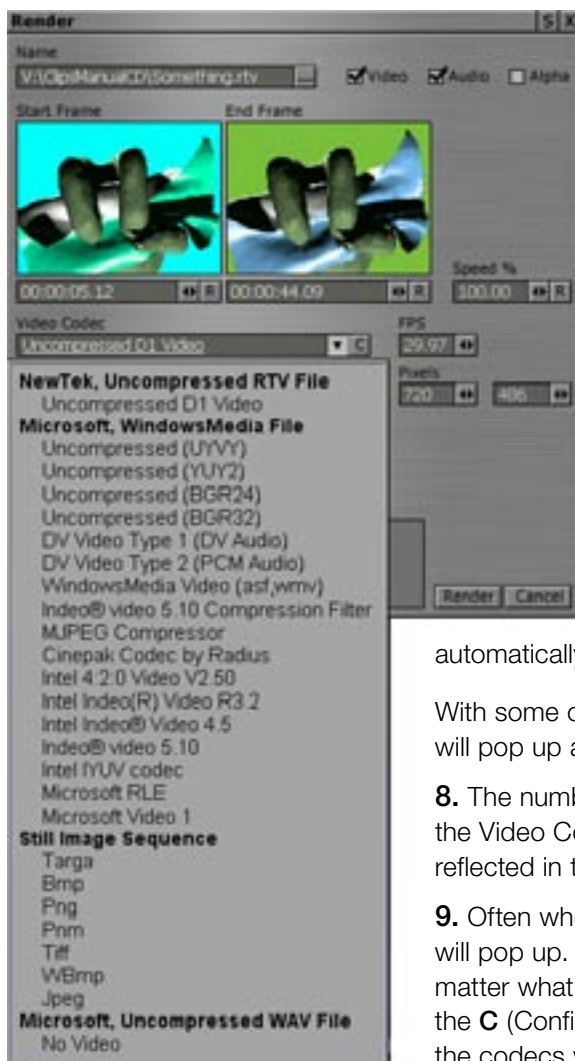 Render S X
Name
V:\ClipsManualCD\Something.rtv ... Video Audio Alpha
Start Frame End Frame
Speed %
00:00:05.12 R 00:00:44.09 R 100.00 R
Video Codec FPS
Uncompressed D1 Video C 29.97
Pixels
720 486
NewTek, Uncompressed RTV File
Uncompressed D1 Video
Microsoft, WindowsMedia File
Uncompressed (UYVY)
Uncompressed (YUY2)
Uncompressed (BGR24)
Uncompressed (BGR32)
DV Video Type 1 (DV Audio)
DV Video Type 2 (PCM Audio)
WindowsMedia Video (asf,wmv)
Indeo® video 5.10 Compression Filter
MJPEG Compressor
Cinepak Codec by Radius
Intel 4:2:0 Video V2.50
Intel Indeo(R) Video R3.2
Intel Indeo® Video 4.5
Indeo® video 5.10
Intel IYUV codec
Microsoft RLE
Microsoft Video 1
Still Image Sequence
Targa
Bmp
Png
Pnm
Tiff
WBmp
Jpeg
Microsoft, Uncompressed WAV File
No Video
Render Cancel
automatically
With some
will pop up a
8. The numb
the Video Co
reflected in t
9. Often whe
will pop up.
matter what
the C (Confi
the codecs